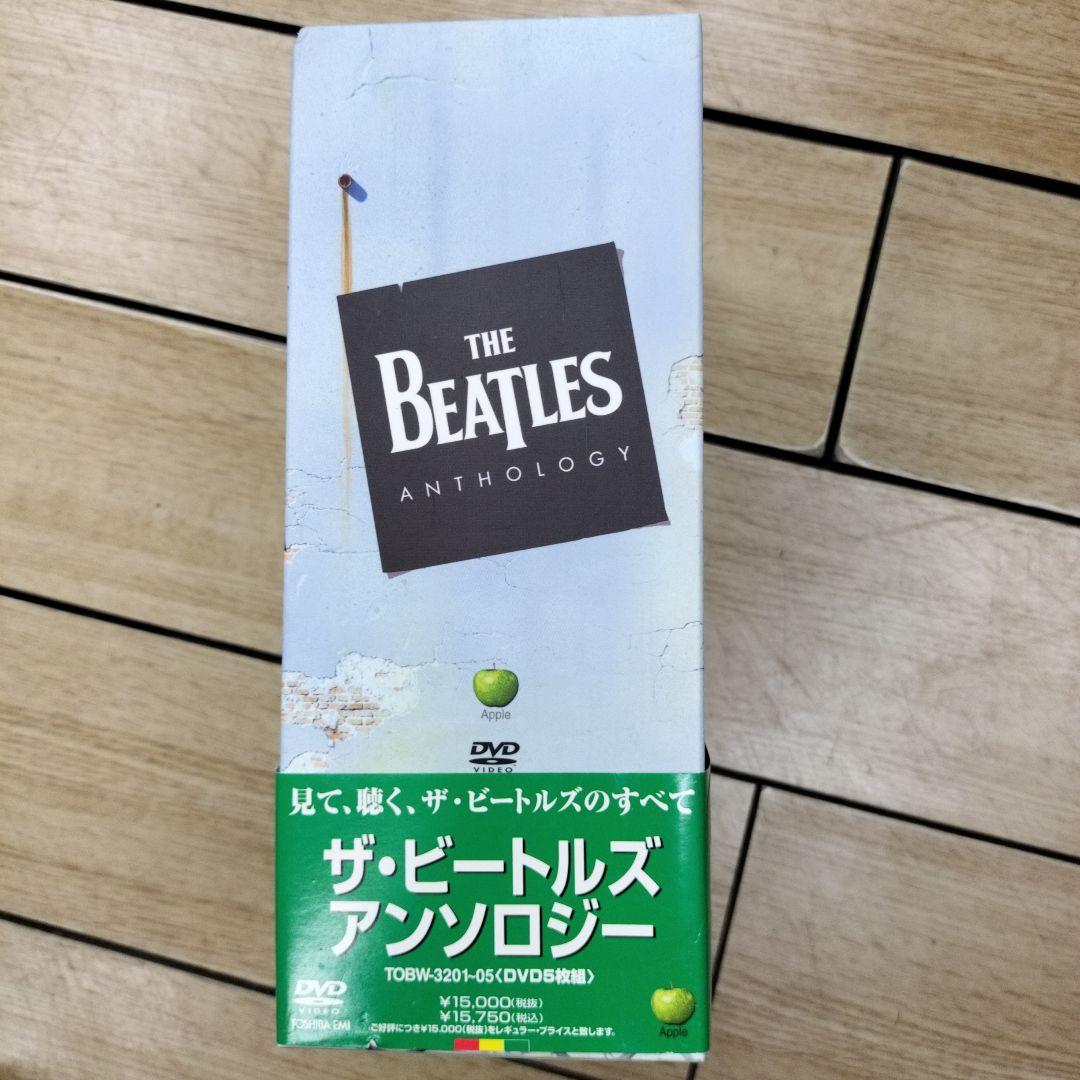 THE
BEATLES
ANTHOLOGY
Apple
DVD
VIDEO
見て、聴く、ザ・ビートルズのすべて
ザ・ビートルズ
アンソロジー
TOBW-3201~05〈DVD5枚組〉
¥15,000(税抜)
¥15,750(税込)
ご好評につき¥15,000(税抜)をレギュラー・プライスと致します。
DVD
VIDEO
TOSHIBA EMI
Apple